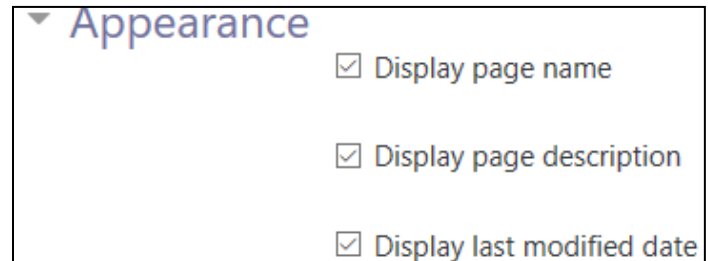 Appearance
Display page name
Display page description
Display last modified date